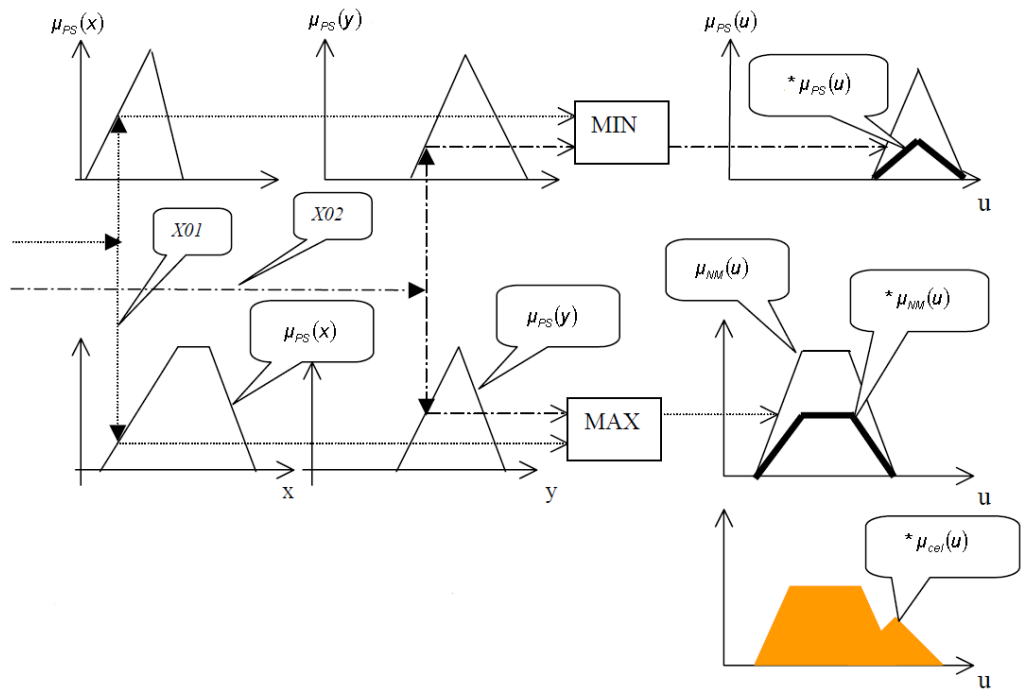 μPS(x)
μPS(y)
μPS(u)
* μPS(u)
MIN
u
X01
X02
μNM(u)
* μNM(u)
μPS(x)
μPS(y)
MAX
x
y
u
* μcel(u)
u